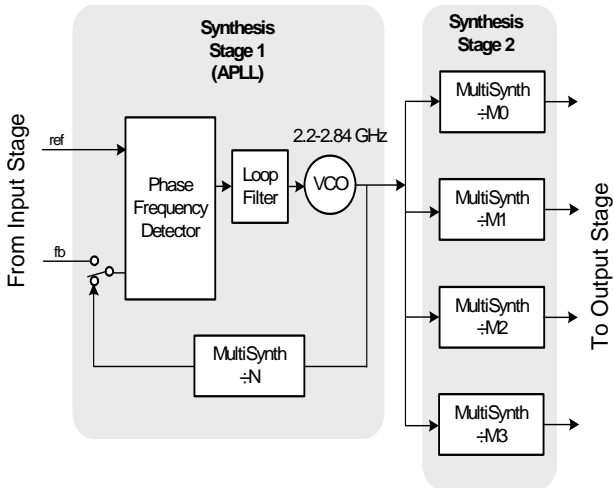 Synthesis
Stage 1
(APLL)
Synthesis
Stage 2
From Input Stage
ref
fb
Phase
Frequency
Detector
Loop
Filter
2.2-2.84 GHz
VCO
MultiSynth
÷N
MultiSynth
÷M0
MultiSynth
÷M1
MultiSynth
÷M2
MultiSynth
÷M3
To Output Stage